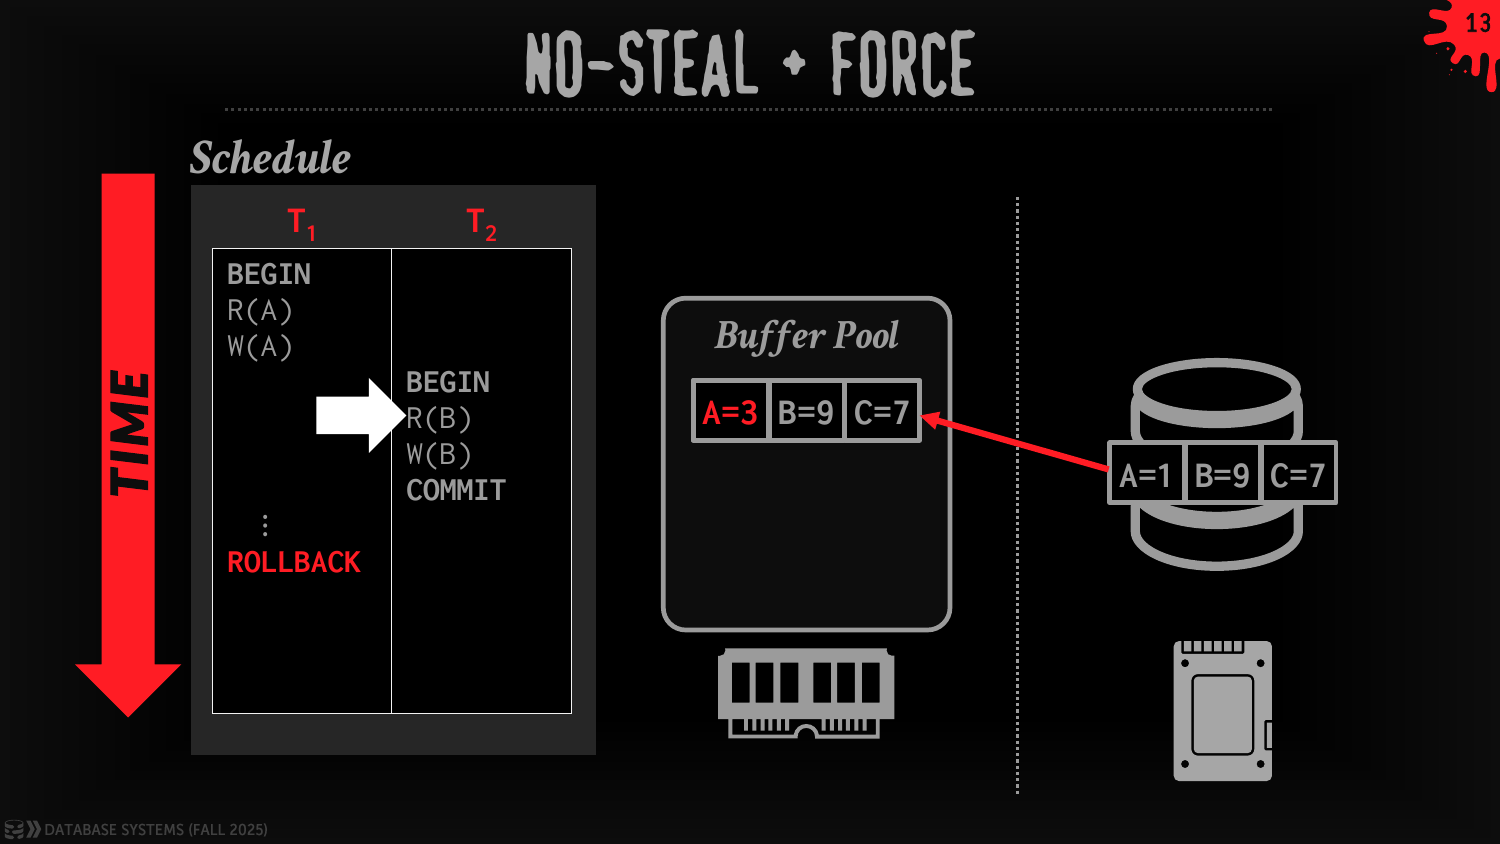 NO-STEAL + FORCE
13
Schedule
TIME
T1
T2
BEGIN
R(A)
W(A)
⋮
ROLLBACK
BEGIN
R(B)
W(B)
COMMIT
Buffer Pool
A=3 B=9 C=7
A=1 B=9 C=7
DATABASE SYSTEMS (FALL 2025)